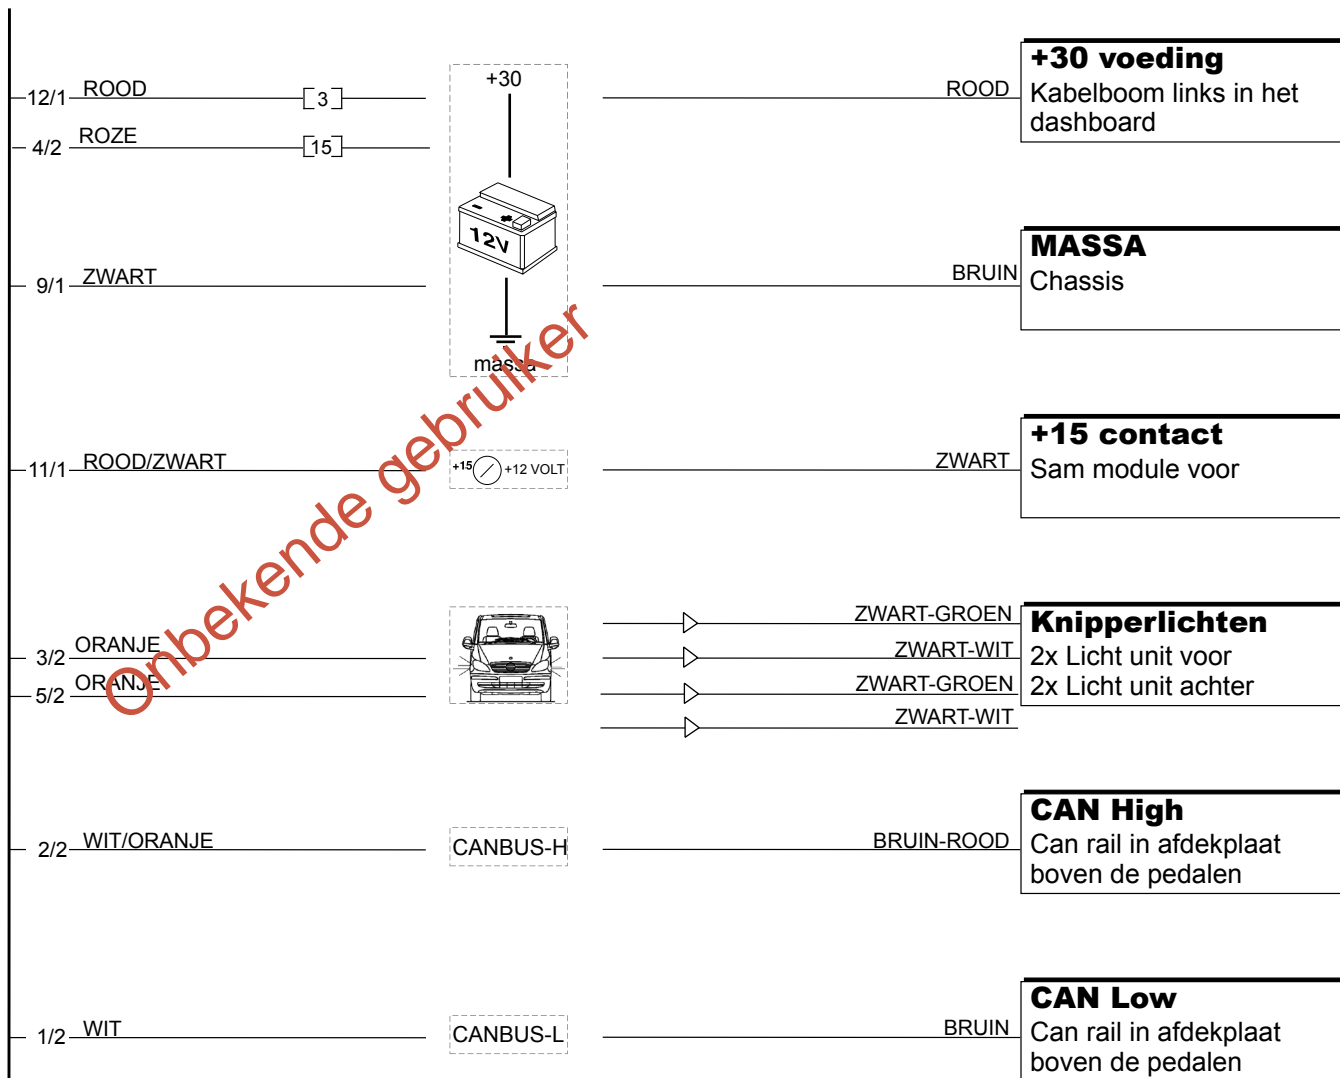 12/1 ROOD [3] +30 ROOD +30 voeding
Kabelboom links in het
dashboard
4/2 ROZE [15]
12V
9/1 ZWART BRUIN MASSA
Chassis
massa
11/1 ROOD/ZWART +15 +12 VOLT ZWART +15 contact
Sam module voor
Onbekende gebruiker
ZWART-GROEN Knipperlichten
3/2 ORANJE ZWART-WIT 2x Licht unit voor
5/2 ORANJE ZWART-GROEN 2x Licht unit achter
ZWART-WIT
2/2 WIT/ORANJE CANBUS-H BRUIN-ROOD CAN High
Can rail in afdekplaat
boven de pedalen
1/2 WIT CANBUS-L BRUIN CAN Low
Can rail in afdekplaat
boven de pedalen